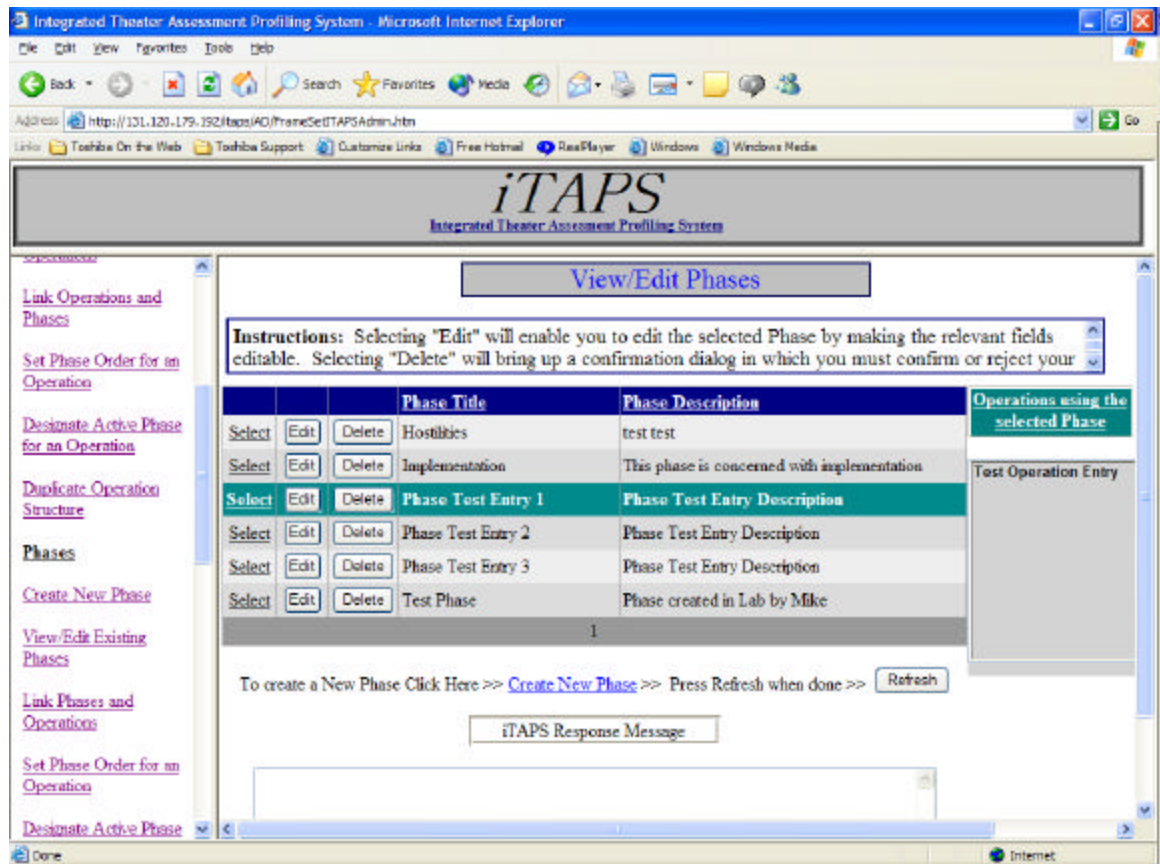 Integrated Theater Assessment Profiling System - Microsoft Internet Explorer
File Edit View Favorites Tools Help
Back Search Favorites Media
Address http://131.120.179.192/itaps/AO/FrameSetITAPSAdmin.htm Go
Links Toshiba On the Web Toshiba Support Customize Links Free Hotmail RealPlayer Windows Windows Media
iTAPS
Integrated Theater Assessment Profiling System
Operations
Link Operations and
Phases
Set Phase Order for an
Operation
Designate Active Phase
for an Operation
Duplicate Operation
Structure
Phases
Create New Phase
View/Edit Existing
Phases
Link Phases and
Operations
Set Phase Order for an
Operation
Designate Active Phase
View/Edit Phases
Instructions: Selecting "Edit" will enable you to edit the selected Phase by making the relevant fields
editable. Selecting "Delete" will bring up a confirmation dialog in which you must confirm or reject your
Phase Title Phase Description
Select Edit Delete Hostilities test test
Select Edit Delete Implementation This phase is concerned with implementation
Select Edit Delete Phase Test Entry 1 Phase Test Entry Description
Select Edit Delete Phase Test Entry 2 Phase Test Entry Description
Select Edit Delete Phase Test Entry 3 Phase Test Entry Description
Select Edit Delete Test Phase Phase created in Lab by Mike
1
Operations using the
selected Phase
Test Operation Entry
To create a New Phase Click Here >> Create New Phase >> Press Refresh when done >> Refresh
iTAPS Response Message
Done Internet